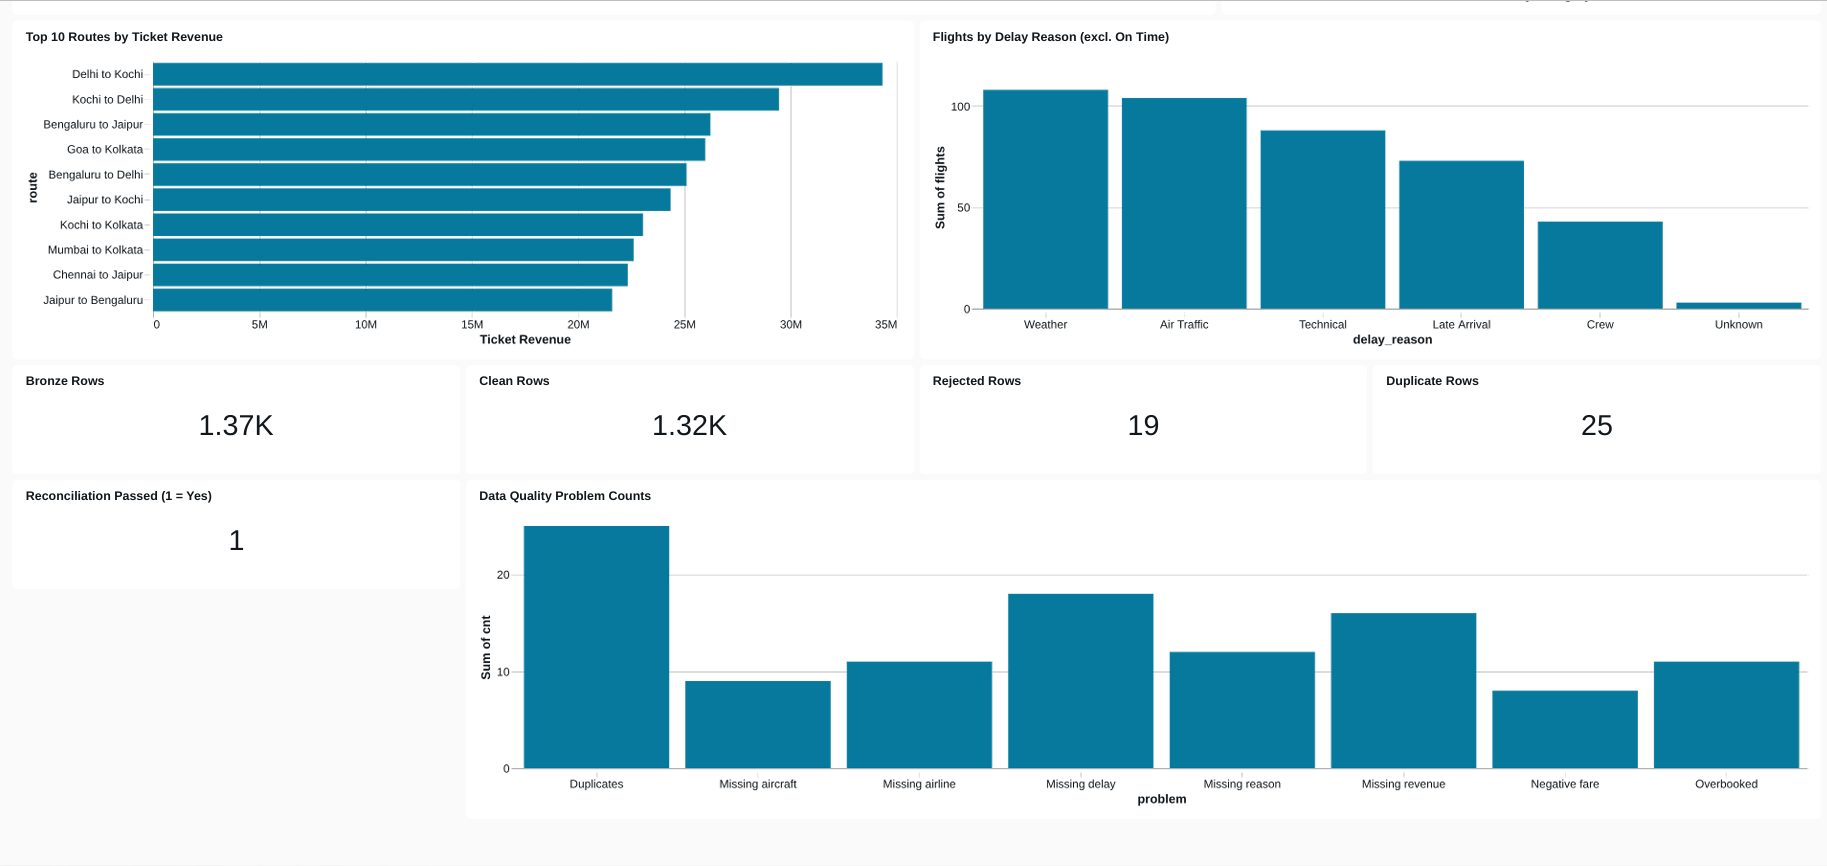 Top 10 Routes by Ticket Revenue
route
Delhi to Kochi
Kochi to Delhi
Bengaluru to Jaipur
Goa to Kolkata
Bengaluru to Delhi
Jaipur to Kochi
Kochi to Kolkata
Mumbai to Kolkata
Chennai to Jaipur
Jaipur to Bengaluru
0 5M 10M 15M 20M 25M 30M 35M
Ticket Revenue
Flights by Delay Reason (excl. On Time)
Sum of flights
100
50
0
Weather Air Traffic Technical Late Arrival Crew Unknown
delay_reason
Bronze Rows
1.37K
Clean Rows
1.32K
Rejected Rows
19
Duplicate Rows
25
Reconciliation Passed (1 = Yes)
1
Data Quality Problem Counts
Sum of cnt
20
10
0
Duplicates Missing aircraft Missing airline Missing delay Missing reason Missing revenue Negative fare Overbooked
problem